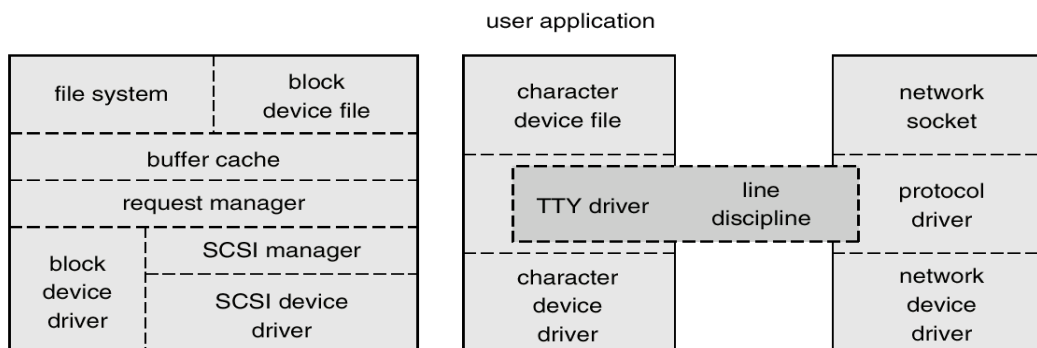 user application
file system
block
device file
buffer cache
request manager
block
device
driver
SCSI manager
SCSI device
driver
character
device file
TTY driver
line
discipline
character
device
driver
network
socket
protocol
driver
network
device
driver